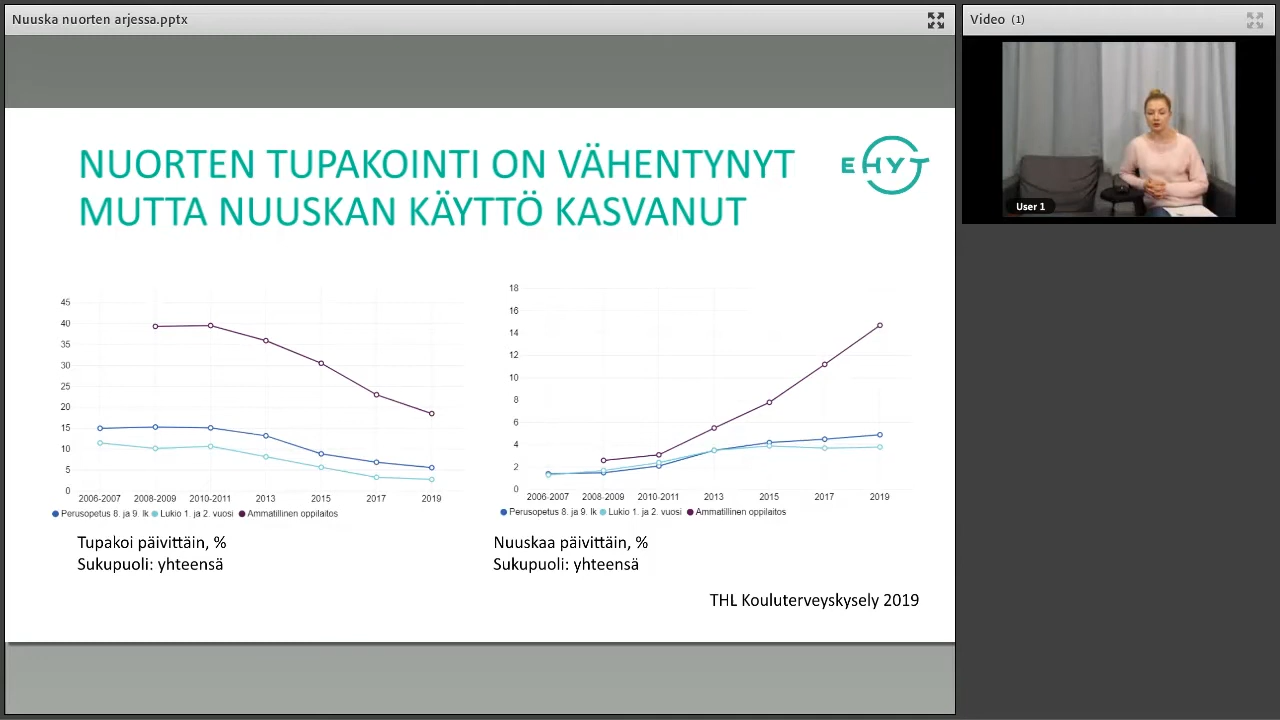 Nuuska nuorten arjessa.pptx
Video (1)
User 1
NUORTEN TUPAKOINTI ON VÄHENTYNYT
MUTTA NUUSKAN KÄYTTÖ KASVANUT
EHYT
45
40
35
30
25
20
15
10
5
0
2006-2007 2008-2009 2010-2011 2013 2015 2017 2019
Perusopetus 8. ja 9. lk Lukio 1. ja 2. vuosi Ammatillinen oppilaitos
Tupakoi päivittäin, %
Sukupuoli: yhteensä
18
16
14
12
10
8
6
4
2
0
2006-2007 2008-2009 2010-2011 2013 2015 2017 2019
Perusopetus 8. ja 9. lk Lukio 1. ja 2. vuosi Ammatillinen oppilaitos
Nuuskaa päivittäin, %
Sukupuoli: yhteensä
THL Kouluterveyskysely 2019